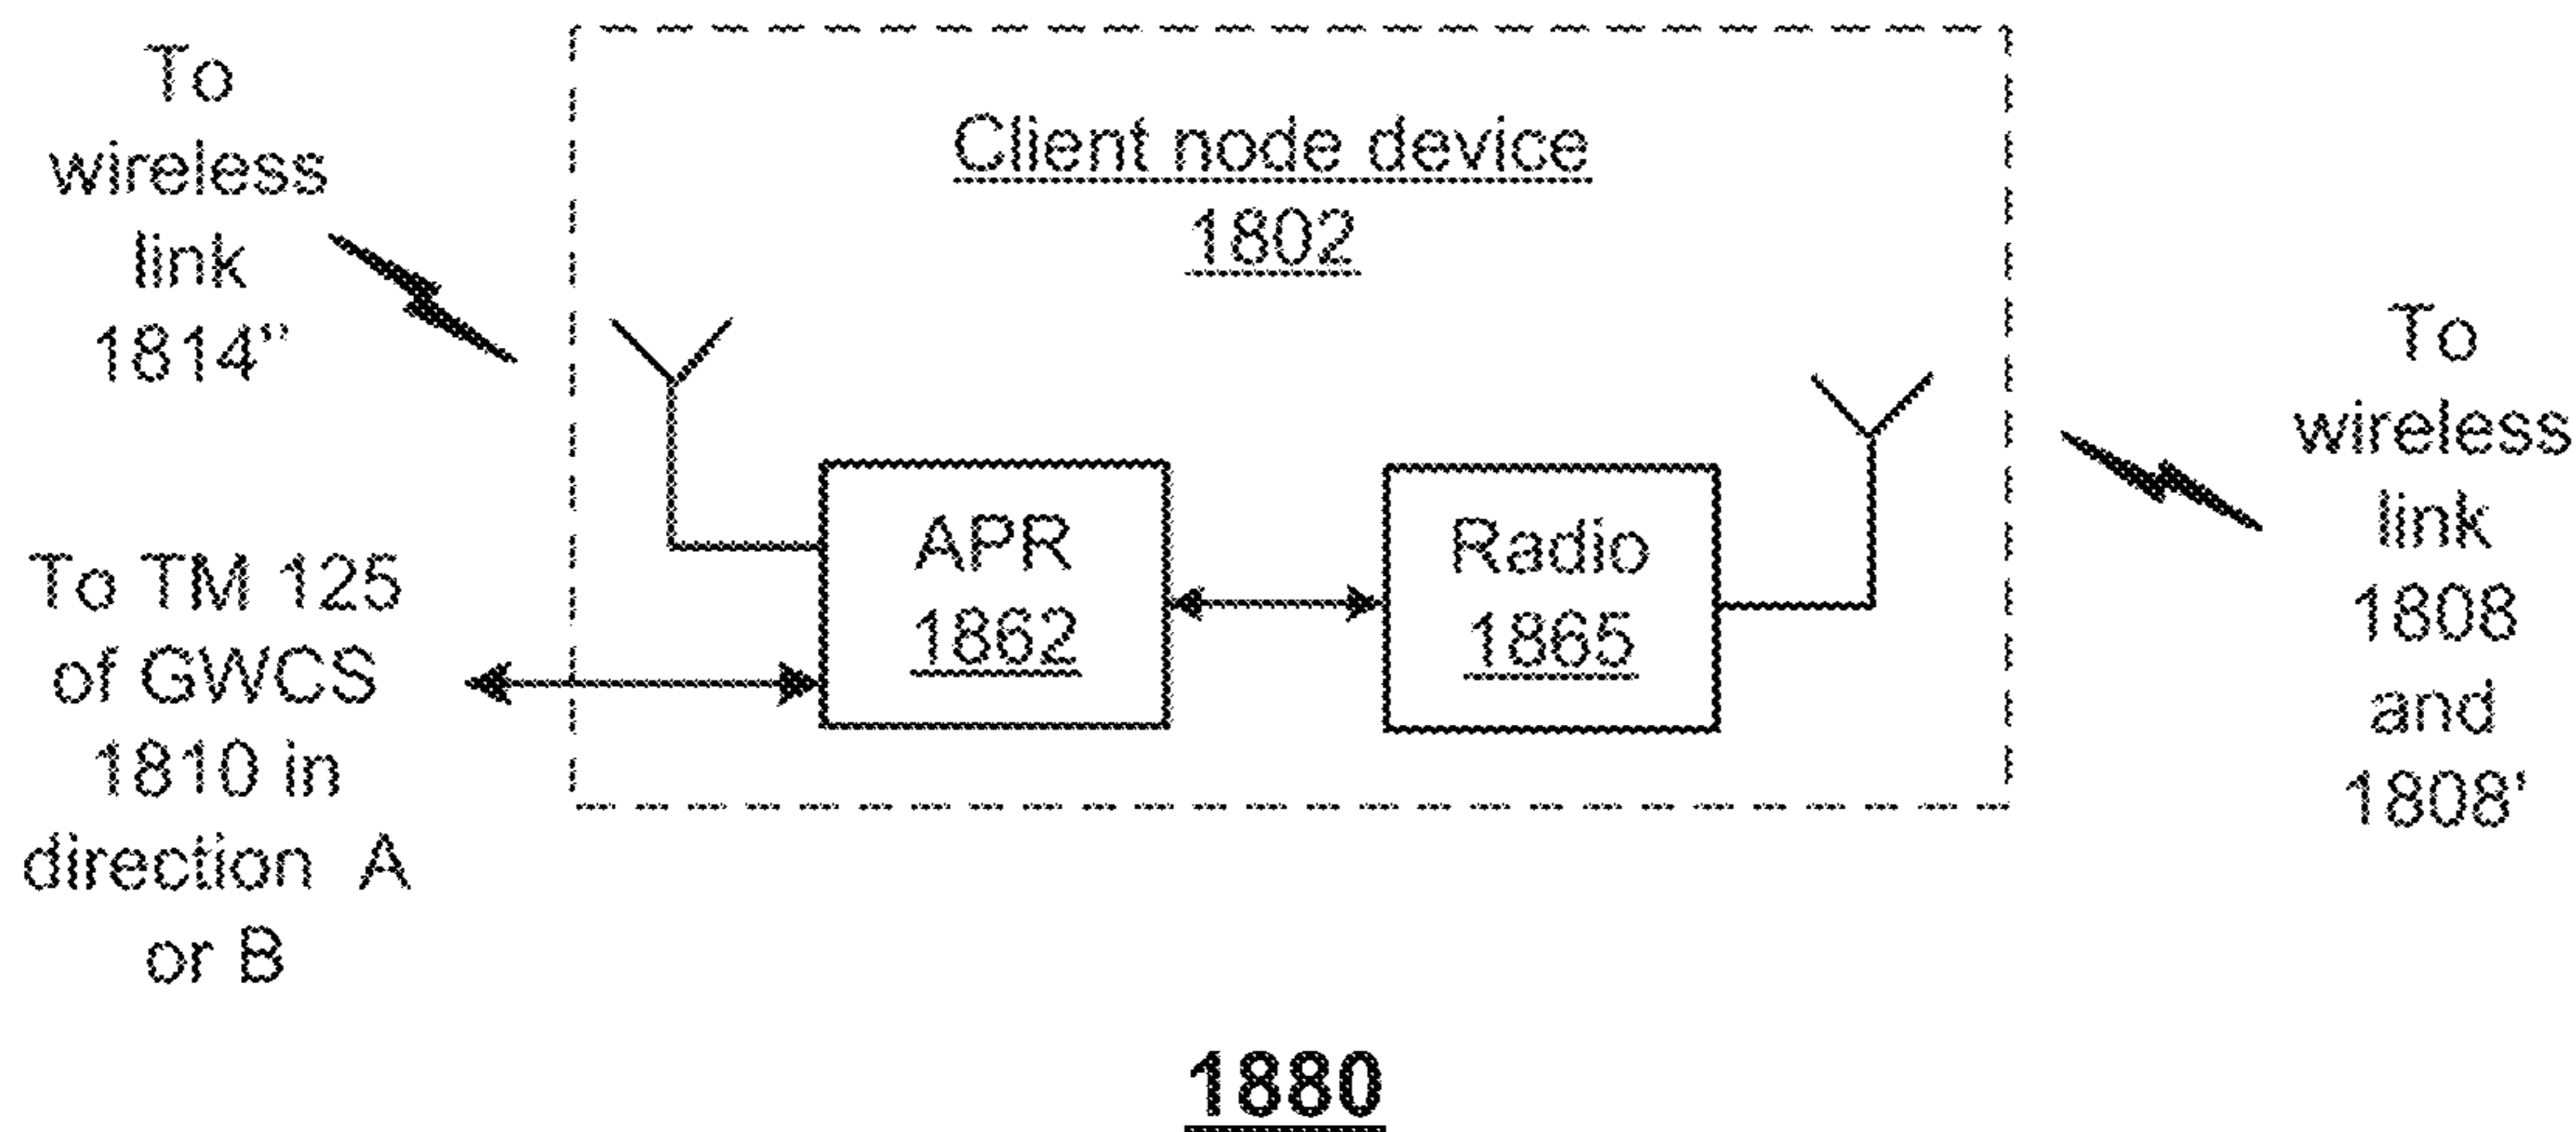 To
wireless
link
1814"
To TM 125
of GWCS
1810 in
direction A
or B
Client node device
1802
APR
1862
Radio
1865
To
wireless
link
1808
and
1808'
1880